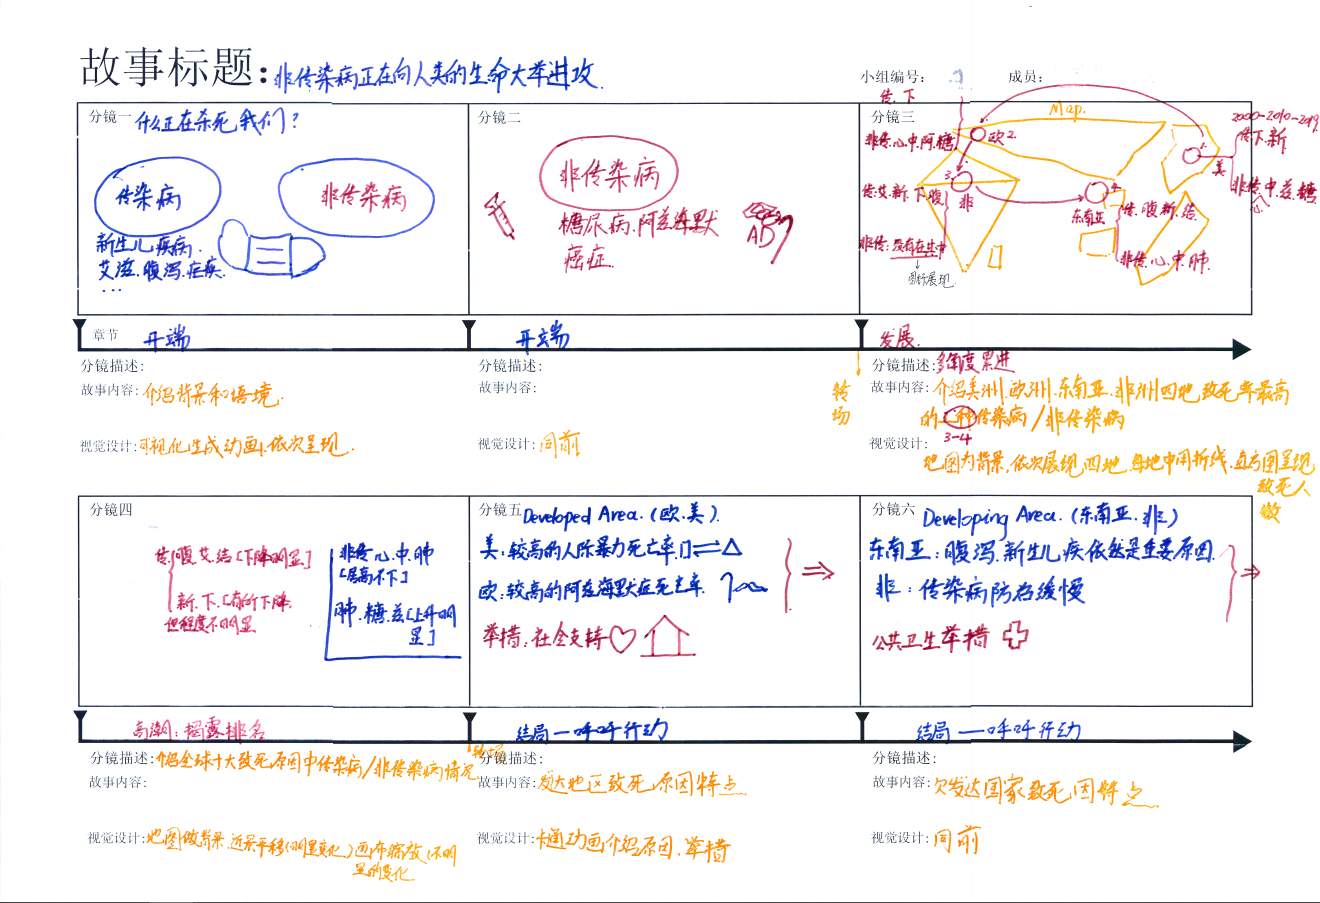 故事标题：非传染病正在向人类的生命大举进攻.
小组编号：
成员：
分镜一
什么正在杀死我们？
传染病
非传染病
新生儿疾病.
艾滋.腹泻.疟疾.
...
分镜二
非传染病
糖尿病.阿兹海默
癌症.
AD
分镜三
Map.
传.下
非传.心.中.阿.糖
欧2.
2000-2010-2019
传下.新
美
非传中.兹.糖
心
3.
传.艾.新.下.腹
非
4
东南亚
传.腹.新.结.
非传:没有在其中
图标展现.
非传.心.中.肺.
章节
开端
开端
发展.
分镜描述：
故事内容：介绍背景和语境.
视觉设计：可视化生成动画,依次呈现.
分镜描述：
故事内容：
视觉设计：同前
转场
分镜描述：多维度累进
故事内容：介绍美洲.欧洲.东南亚.非洲四地,致死率最高
的三种传染病/非传染病
3-4
视觉设计：
地图为背景,依次展现四地.每地中用折线.直方图呈现
致死人
数
分镜四
传.腹艾.结[下降明显]
新.下.[有所下降.
但程度不明显
非传心.中.肺
[居高不下]
肺.糖.兹[上升明
显]
分镜五
Developed Area.(欧.美).
美:较高的人际暴力死亡率.
欧:较高的阿兹海默症死亡率.
举措:社会支持
分镜六
Developing Area.(东南亚.非)
东南亚:腹泻.新生儿疾依然是重要原因.
非:传染病防治缓慢
公共卫生举措
高潮:揭露排名
结局—呼吁行动
结局—呼吁行动
分镜描述：介绍全球十大致死原因中传染病/非传染病情况
故事内容：
视觉设计：地图做背景.近景平移(明显变化)画布缩放(不明
显的变化
转场
分镜描述：
故事内容：发达地区致死原因特点
视觉设计：卡通动画介绍原因.举措
分镜描述：
故事内容：欠发达国家致死因特点.
视觉设计：同前